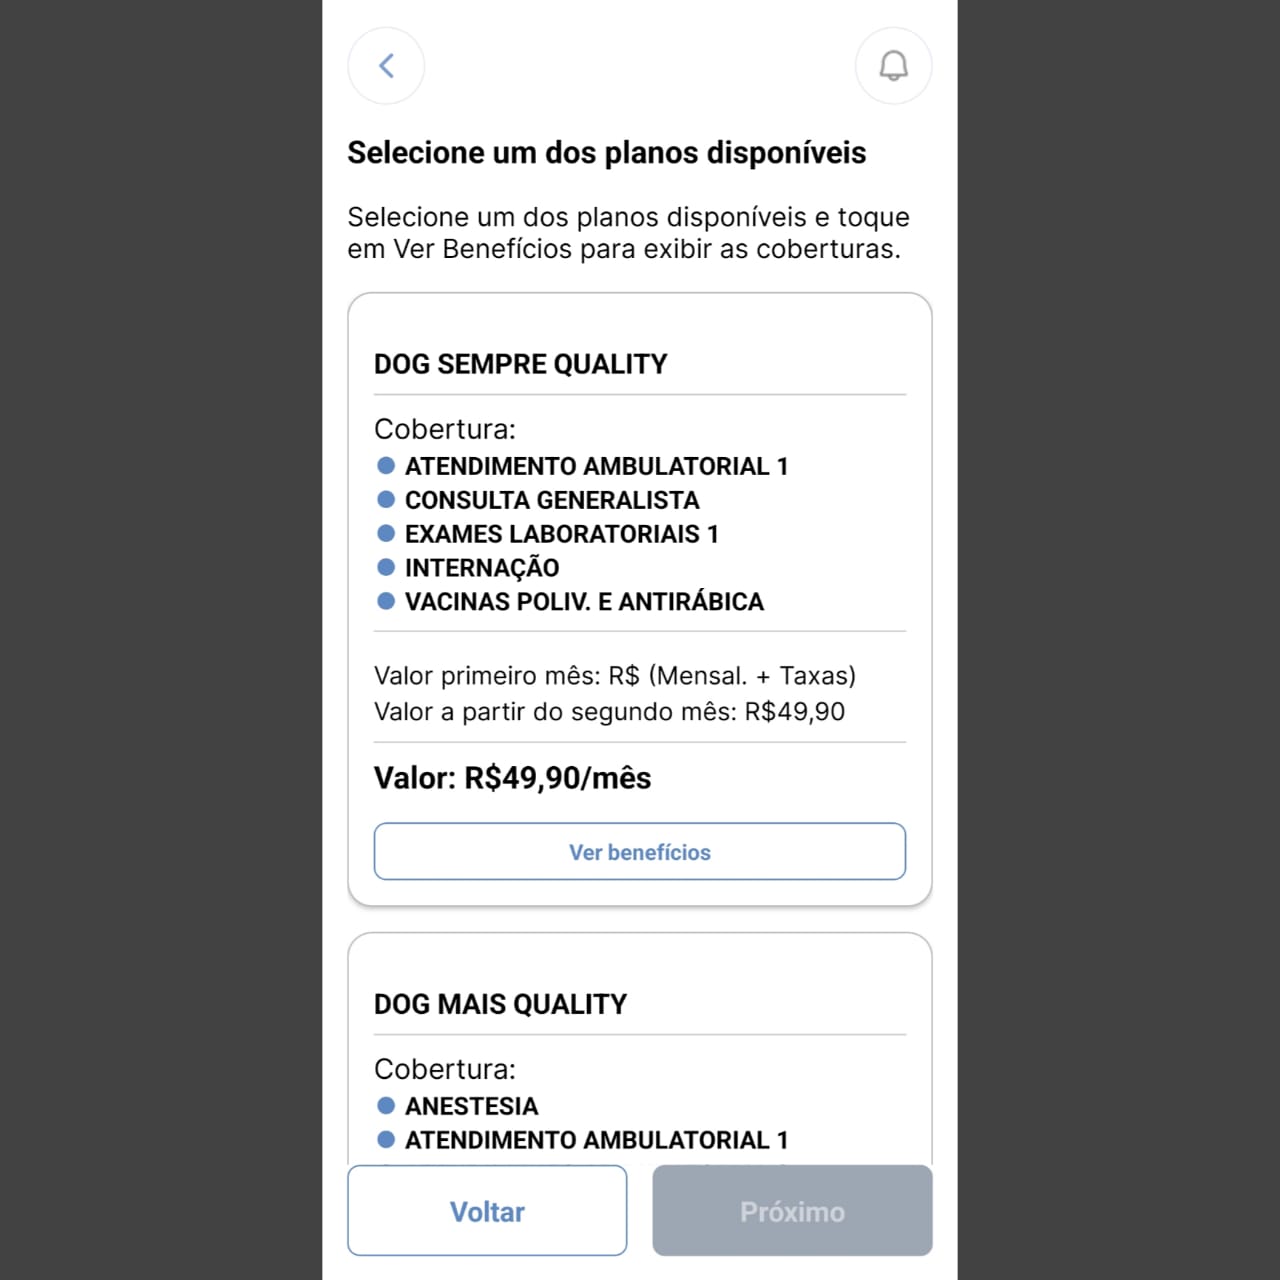 Selecione um dos planos disponíveis
Selecione um dos planos disponíveis e toque
em Ver Benefícios para exibir as coberturas.
DOG SEMPRE QUALITY
Cobertura:
ATENDIMENTO AMBULATORIAL 1
CONSULTA GENERALISTA
EXAMES LABORATORIAIS 1
INTERNAÇÃO
VACINAS POLIV. E ANTIRÁBICA
Valor primeiro mês: R$ (Mensal. + Taxas)
Valor a partir do segundo mês: R$49,90
Valor: R$49,90/mês
Ver benefícios
DOG MAIS QUALITY
Cobertura:
ANESTESIA
ATENDIMENTO AMBULATORIAL 1
Voltar
Próximo